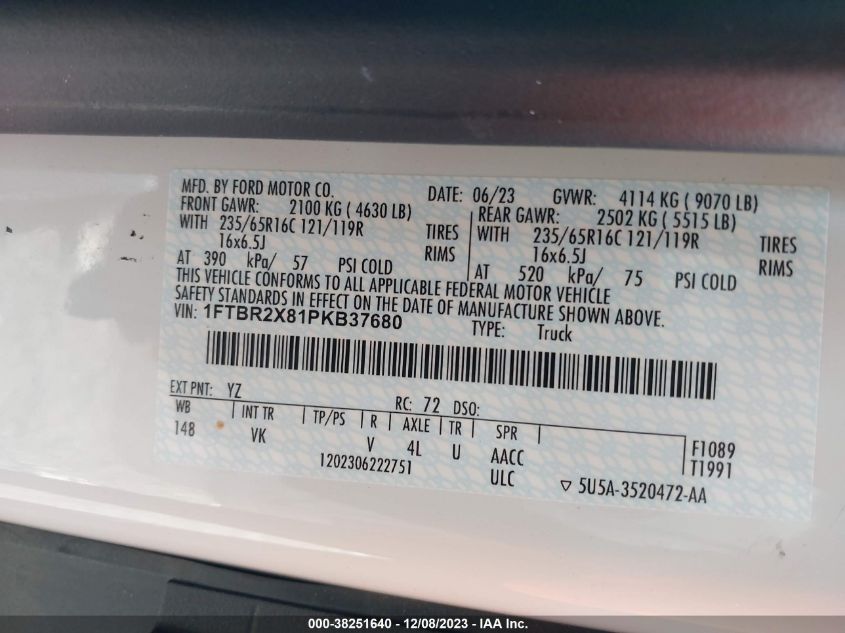 MFD. BY FORD MOTOR CO. DATE: 06/23 GVWR: 4114 KG ( 9070 LB)
FRONT GAWR: 2100 KG ( 4630 LB) REAR GAWR: 2502 KG ( 5515 LB)
WITH 235/65R16C 121/119R TIRES WITH 235/65R16C 121/119R TIRES
16x6.5J RIMS 16x6.5J RIMS
AT 390 kPa/ 57 PSI COLD AT 520 kPa/ 75 PSI COLD
THIS VEHICLE CONFORMS TO ALL APPLICABLE FEDERAL MOTOR VEHICLE
SAFETY STANDARDS IN EFFECT ON THE DATE OF MANUFACTURE SHOWN ABOVE.
VIN: 1FTBR2X81PKB37680 TYPE: Truck
EXT PNT: YZ RC: 72 DSO:
WB INT TR TP/PS R AXLE TR SPR F1089
148 VK V 4L U AACC T1991
1202306222751 ULC ▽ 5U5A-3520472-AA
000-38251640 - 12/08/2023 - IAA Inc.